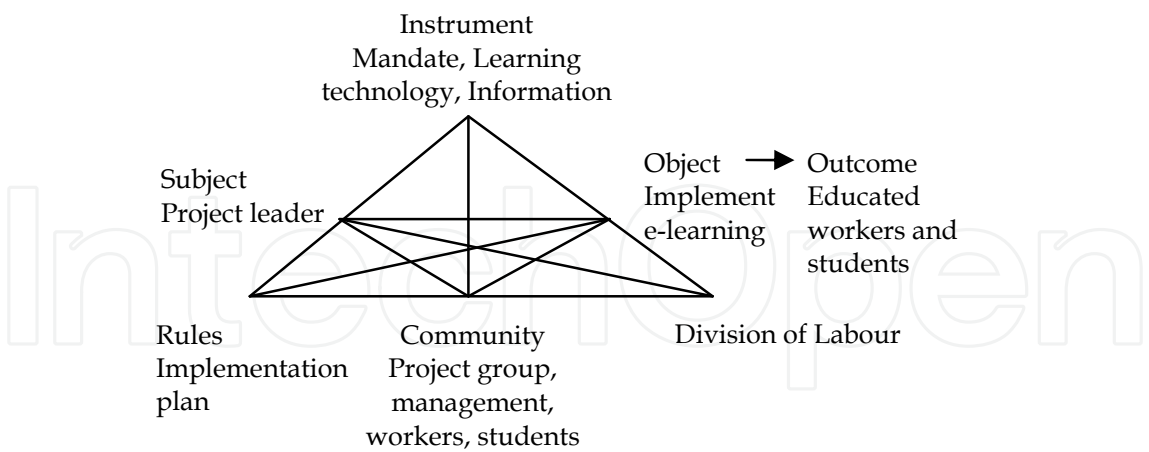 Instrument
Mandate, Learning
technology, Information
Subject
Project leader
Object
Implement
e-learning
Outcome
Educated
workers and
students
Rules
Implementation
plan
Community
Project group,
management,
workers, students
Division of Labour
IntechOpen